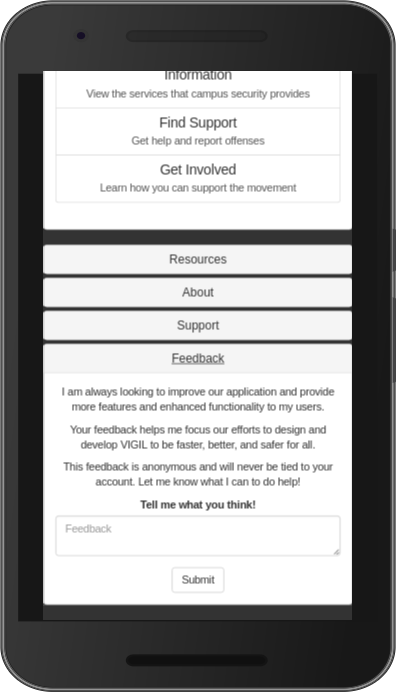 Information
View the services that campus security provides
Find Support
Get help and report offenses
Get Involved
Learn how you can support the movement
Resources
About
Support
Feedback
I am always looking to improve our application and provide
more features and enhanced functionality to my users.
Your feedback helps me focus our efforts to design and
develop VIGIL to be faster, better, and safer for all.
This feedback is anonymous and will never be tied to your
account. Let me know what I can to do help!
Tell me what you think!
Feedback
Submit